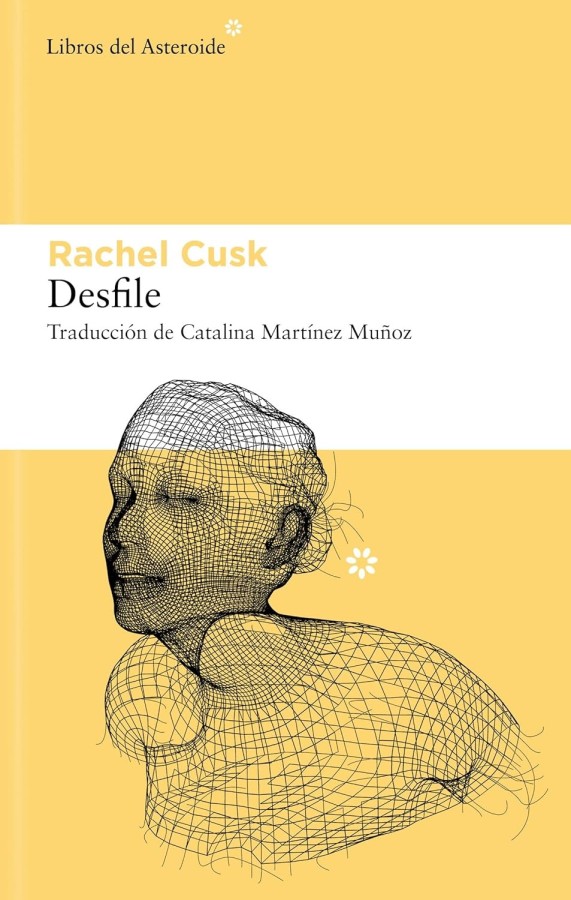 Libros del Asteroide
Rachel Cusk
Desfile
Traducción de Catalina Martínez Muñoz